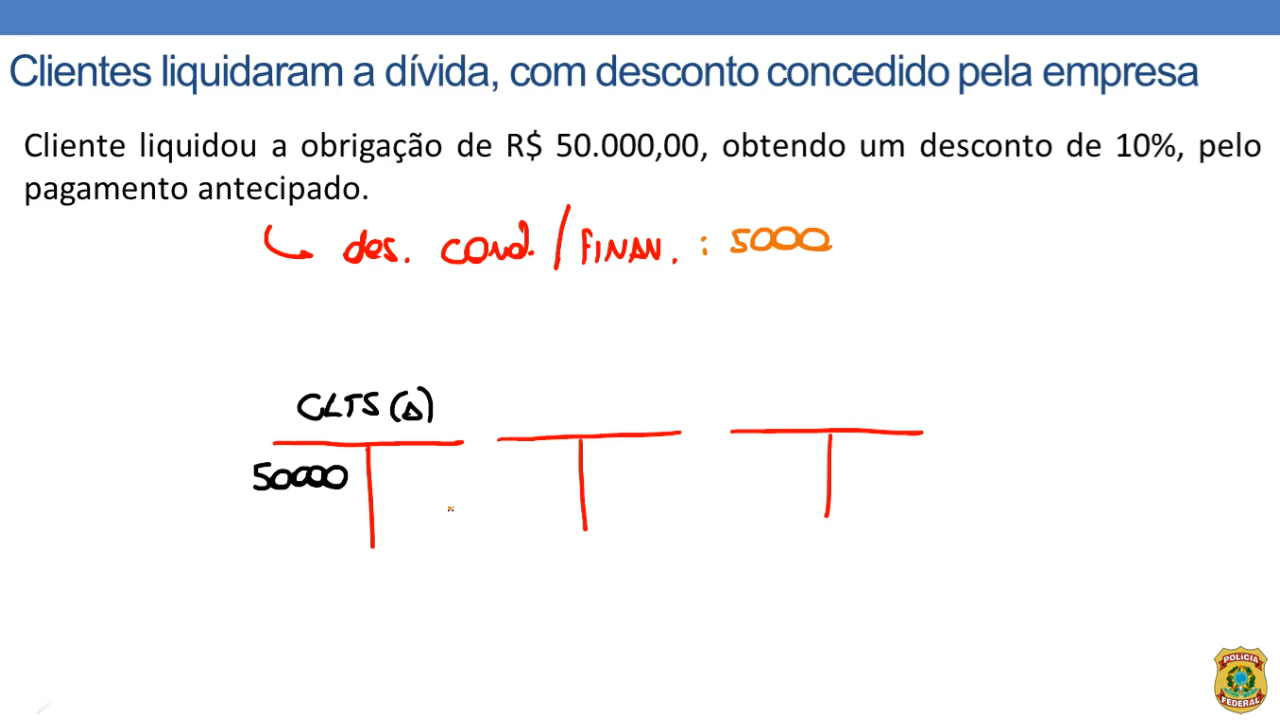 Clientes liquidaram a dívida, com desconto concedido pela empresa
Cliente liquidou a obrigação de R$ 50.000,00, obtendo um desconto de 10%, pelo
pagamento antecipado.
des. cond. / FINAN. : 5000
CLTS (A)
50000
POLÍCIA
FEDERAL